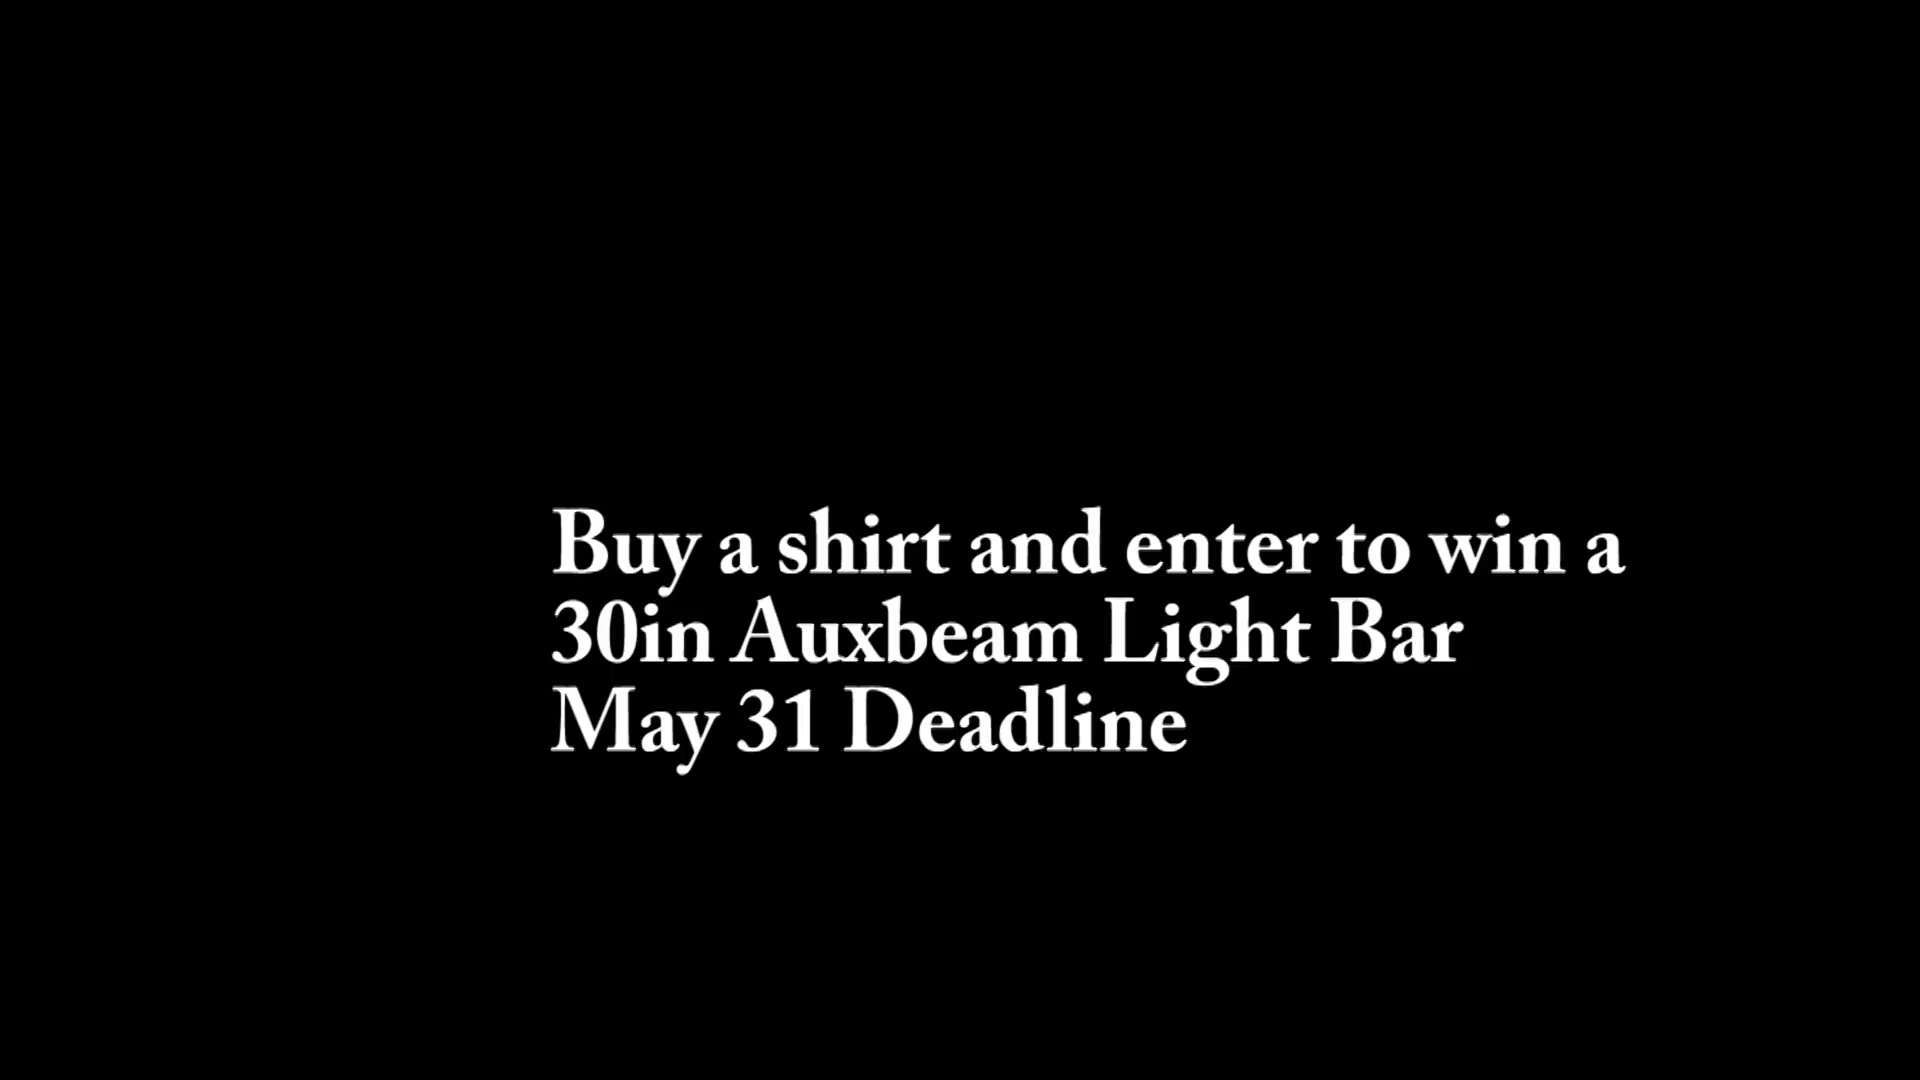 Buy a shirt and enter to win a
30in Auxbeam Light Bar
May 31 Deadline